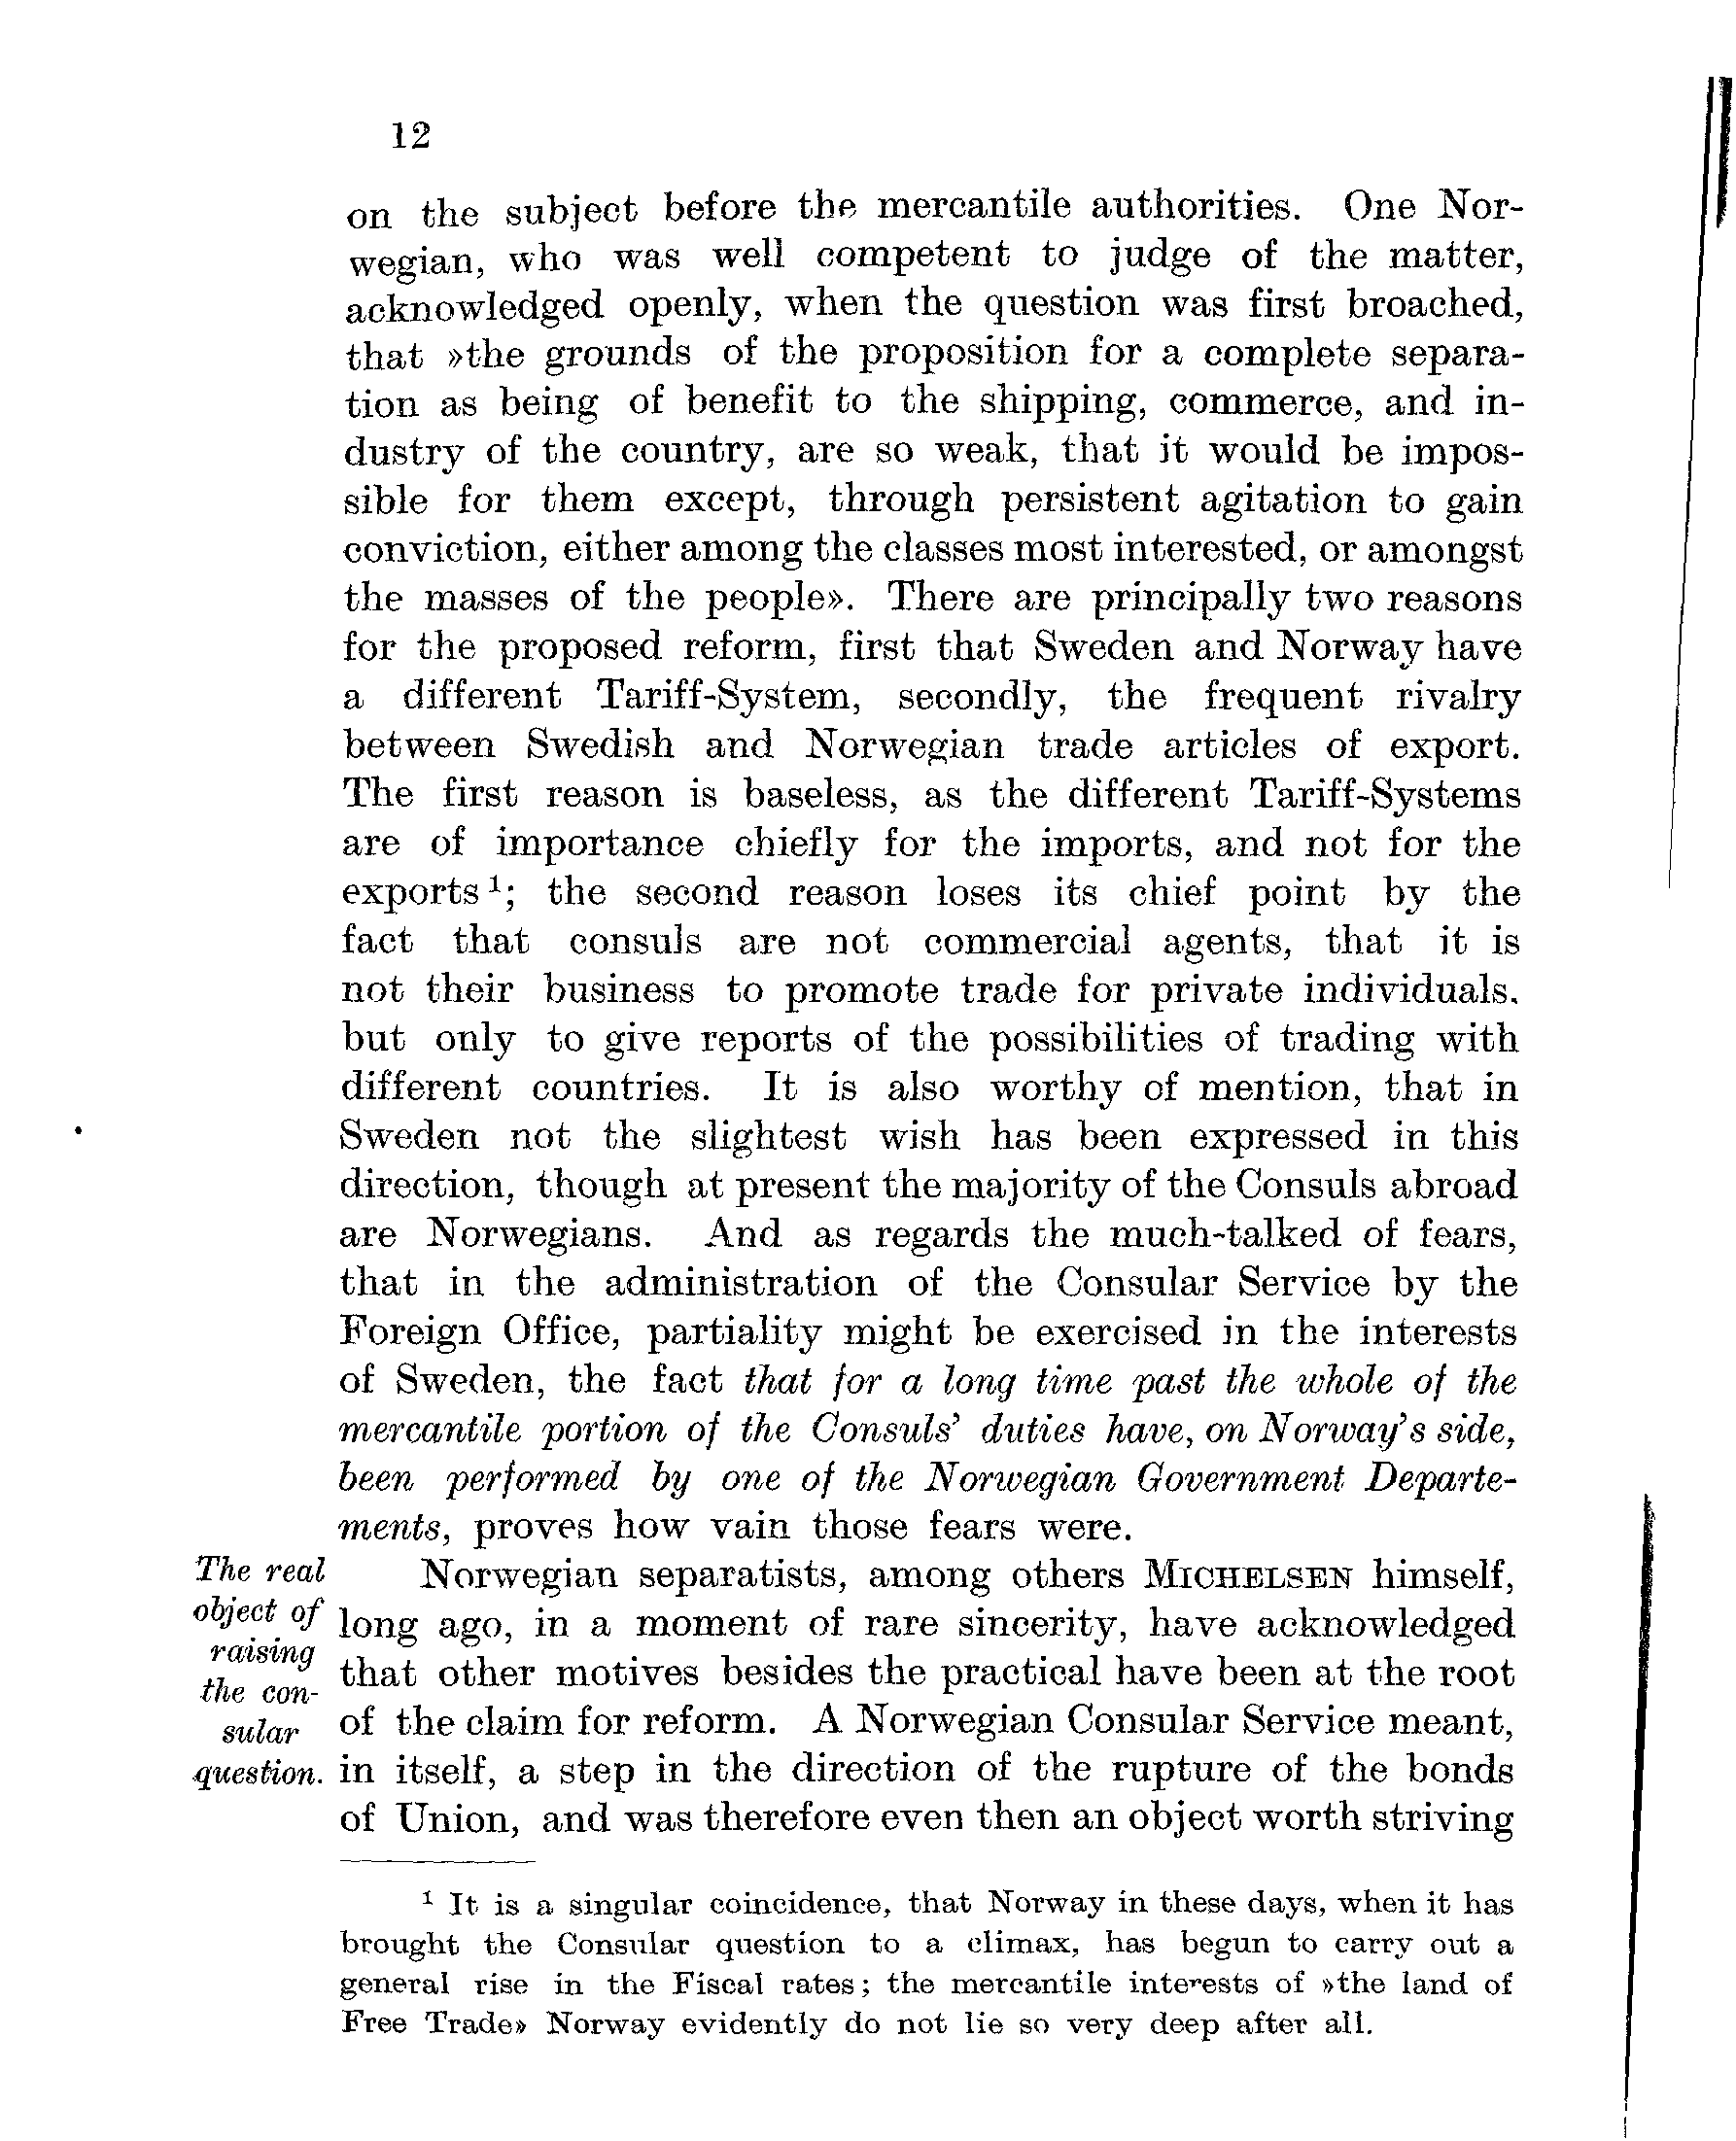 12
on the subject before the mercantile authorities. One Nor-
wegian, who was well competent to judge of the matter,
acknowledged openly, when the question was first broached,
that »the grounds of the proposition for a complete separa-
tion as being of benefit to the shipping, commerce, and in-
dustry of the country, are so weak, that it would be impos-
sible for them except, through persistent agitation to gain
conviction, either among the classes most interested, or amongst
the masses of the people». There are principally two reasons
for the proposed reform, first that Sweden and Norway have
a different Tariff-System, secondly, the frequent rivalry
between Swedish and Norwegian trade articles of export.
The first reason is baseless, as the different Tariff-Systems
are of importance chiefly for the imports, and not for the
exports ¹; the second reason loses its chief point by the
fact that consuls are not commercial agents, that it is
not their business to promote trade for private individuals.
but only to give reports of the possibilities of trading with
different countries. It is also worthy of mention, that in
Sweden not the slightest wish has been expressed in this
direction, though at present the majority of the Consuls abroad
are Norwegians. And as regards the much-talked of fears,
that in the administration of the Consular Service by the
Foreign Office, partiality might be exercised in the interests
of Sweden, the fact that for a long time past the whole of the
mercantile portion of the Consuls' duties have, on Norway's side,
been performed by one of the Norwegian Government Departe-
ments, proves how vain those fears were.
The real
object of
raising
the con-
sular
question.
Norwegian separatists, among others MICHELSEN himself,
long ago, in a moment of rare sincerity, have acknowledged
that other motives besides the practical have been at the root
of the claim for reform. A Norwegian Consular Service meant,
in itself, a step in the direction of the rupture of the bonds
of Union, and was therefore even then an object worth striving
¹ It is a singular coincidence, that Norway in these days, when it has
brought the Consular question to a climax, has begun to carry out a
general rise in the Fiscal rates; the mercantile interests of »the land of
Free Trade» Norway evidently do not lie so very deep after all.